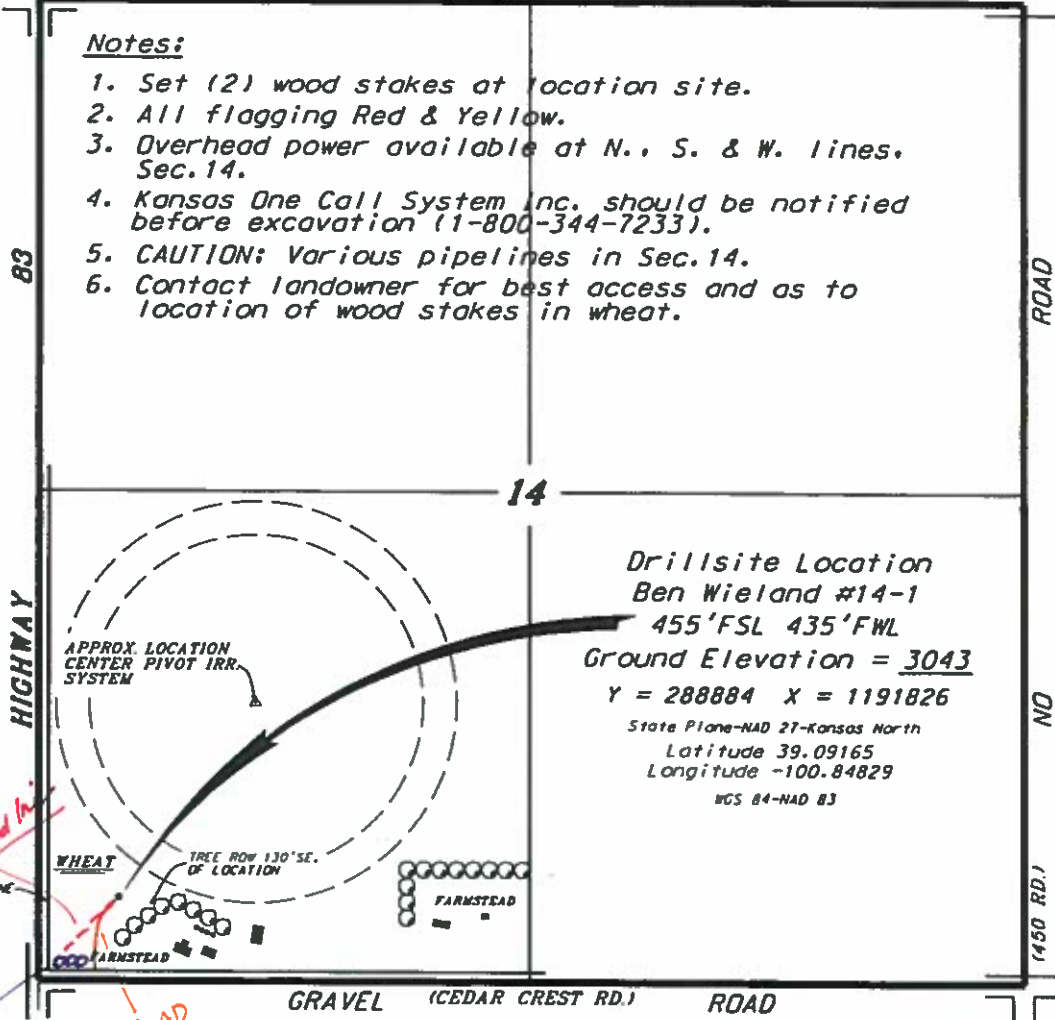 Notes:
1. Set (2) wood stakes at location site.
2. All flagging Red & Yellow.
3. Overhead power available at N., S. & W. lines,
Sec.14.
4. Kansas One Call System Inc. should be notified
before excavation (1-800-344-7233).
5. CAUTION: Various pipelines in Sec.14.
6. Contact landowner for best access and as to
location of wood stakes in wheat.
83
HIGHWAY
ROAD
NO
(450 RD.)
14
Drillsite Location
Ben Wieland #14-1
455'FSL 435'FWL
Ground Elevation = 3043
Y = 288884 X = 1191826
State Plane-NAD 27-Kansas North
Latitude 39.09165
Longitude -100.84829
WGS 84-NAD 83
APPROX. LOCATION
CENTER PIVOT IRR.
SYSTEM
WHEAT
TREE ROW 130'SE.
OF LOCATION
FARMSTEAD
FARMSTEAD
GRAVEL (CEDAR CREST RD.) ROAD